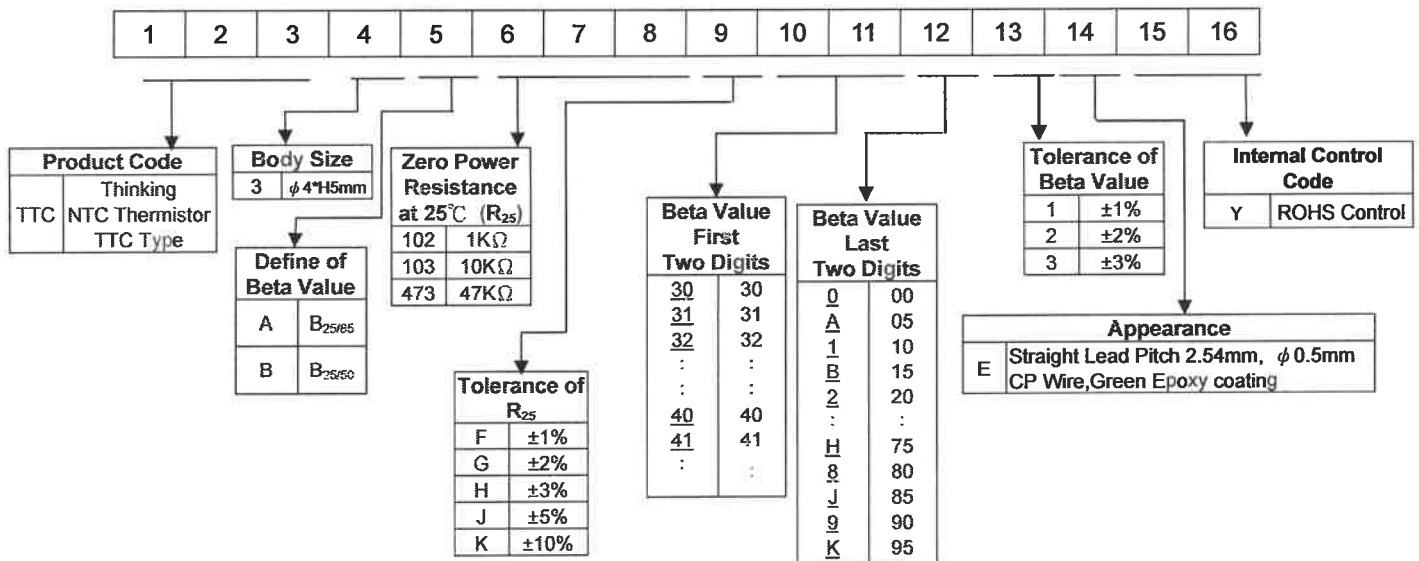 1 2 3 4 5 6 7 8 9 10 11 12 13 14 15 16
Product Code
TTC
Thinking
NTC Thermistor
TTC Type
Body Size
3 φ 4*H5mm
Define of
Beta Value
A B25/85
B B25/50
Zero Power
Resistance
at 25℃ (R25)
102 1KΩ
103 10KΩ
473 47KΩ
Tolerance of
R25
F ±1%
G ±2%
H ±3%
J ±5%
K ±10%
Beta Value
First
Two Digits
30 30
31 31
32 32
: :
: :
: :
40 40
41 41
: :
Beta Value
Last
Two Digits
0 00
A 05
1 10
B 15
2 20
: :
H 75
8 80
J 85
9 90
K 95
Tolerance of
Beta Value
1 ±1%
2 ±2%
3 ±3%
Appearance
E
Straight Lead Pitch 2.54mm, φ 0.5mm
CP Wire,Green Epoxy coating
Internal Control
Code
Y ROHS Control